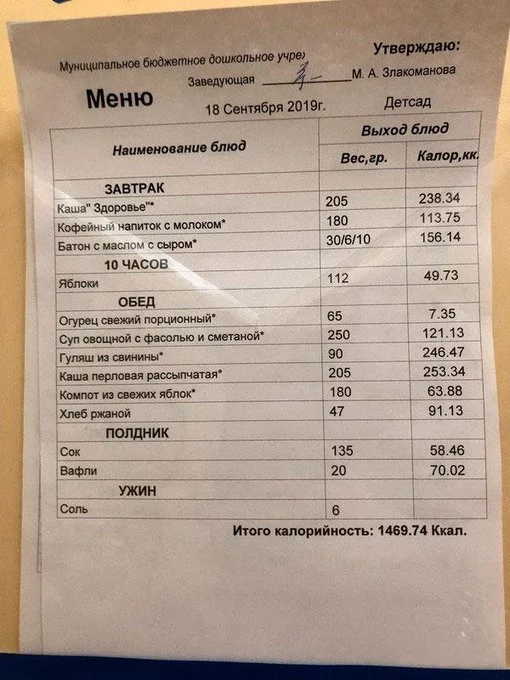 Утверждаю:
Муниципальное бюджетное дошкольное учре
Заведующая М. А. Злакоманова
Меню 18 Сентября 2019г. Детсад
Наименование блюд Выход блюд
Вес,гр. Калор,кк.
ЗАВТРАК
Каша" Здоровье"* 205 238.34
Кофейный напиток с молоком* 180 113.75
Батон с маслом с сыром* 30/6/10 156.14
10 ЧАСОВ
Яблоки 112 49.73
ОБЕД
Огурец свежий порционный* 65 7.35
Суп овощной с фасолью и сметаной* 250 121.13
Гуляш из свинины* 90 246.47
Каша перловая рассыпчатая* 205 253.34
Компот из свежих яблок* 180 63.88
Хлеб ржаной 47 91.13
ПОЛДНИК
Сок 135 58.46
Вафли 20 70.02
УЖИН
Соль 6
Итого калорийность: 1469.74 Ккал.